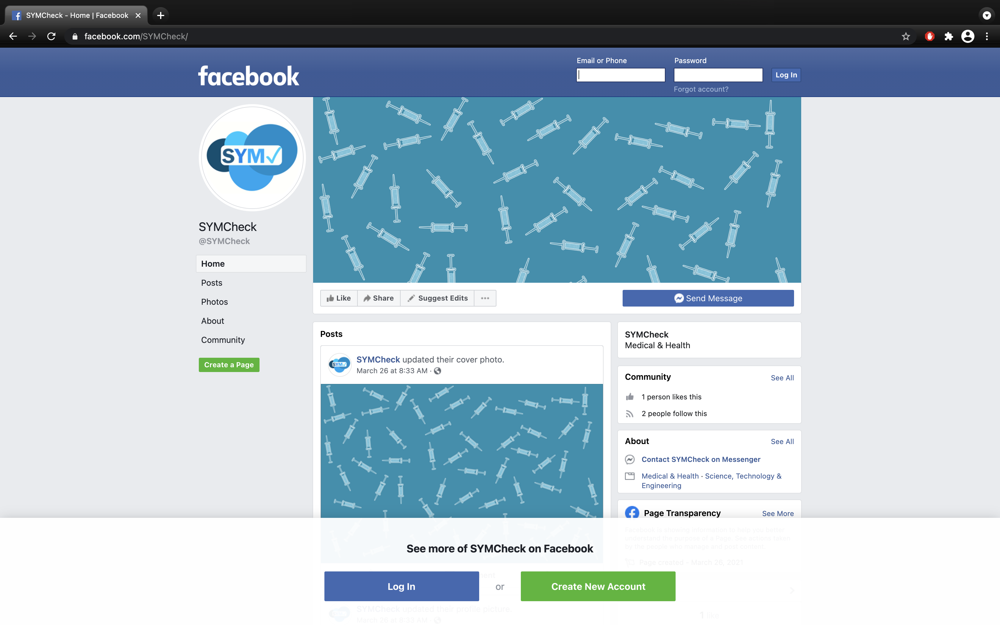 SYMCheck - Home | Facebook
facebook.com/SYMCheck/
facebook
Email or Phone
Password
Log In
Forgot account?
SYM
SYMCheck
@SYMCheck
Home
Posts
Photos
About
Community
Create a Page
Like
Share
Suggest Edits
Send Message
Posts
SYMCheck updated their cover photo.
March 26 at 8:33 AM ·
SYM
SYMCheck
Medical & Health
Community
See All
1 person likes this
2 people follow this
About
See All
Contact SYMCheck on Messenger
Medical & Health · Science, Technology &
Engineering
Page Transparency
See More
Facebook is showing information to help you better
understand the purpose of a Page. See actions taken
by the people who manage and post content.
Page created - March 26, 2021
See more of SYMCheck on Facebook
Log In
or
Create New Account
SYMCheck updated their profile picture.
March 26 at 8:33 AM ·
1 like